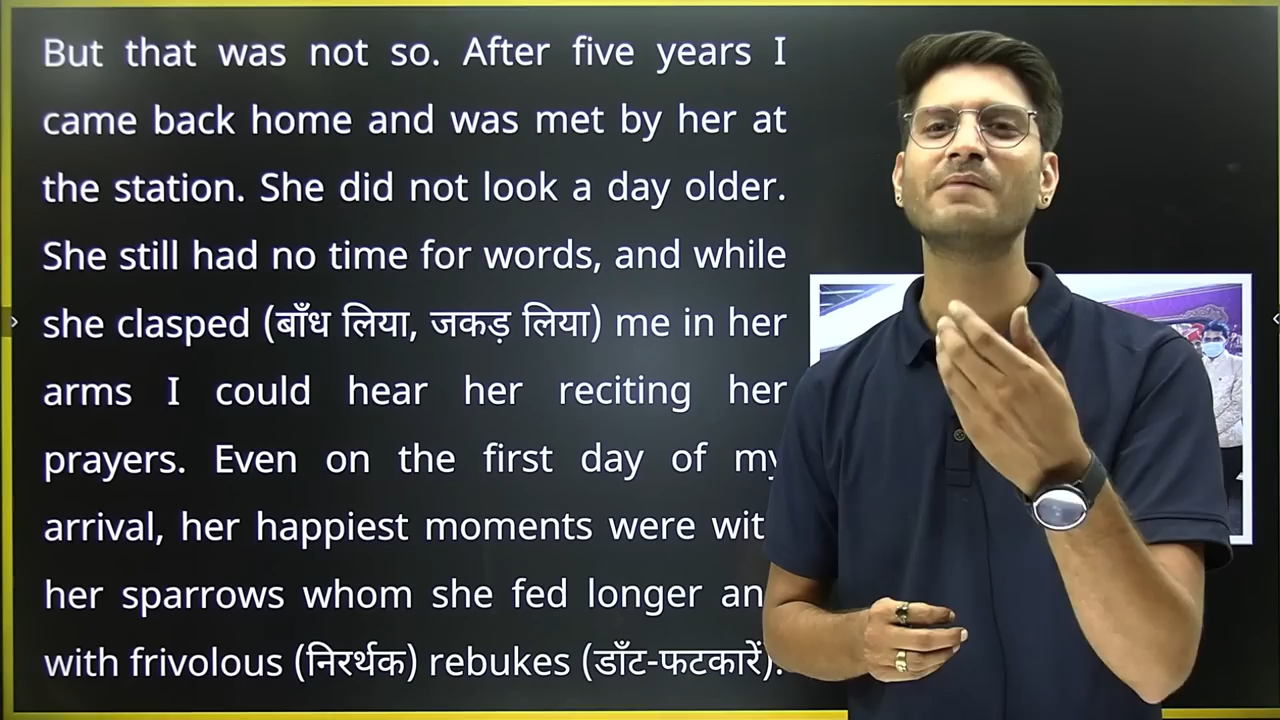 But that was not so. After five years I
came back home and was met by her at
the station. She did not look a day older.
She still had no time for words, and while
she clasped (बाँध लिया, जकड़ लिया) me in her
arms I could hear her reciting her
prayers. Even on the first day of my
arrival, her happiest moments were wit
her sparrows whom she fed longer an
with frivolous (निरर्थक) rebukes (डाँट-फटकारें).